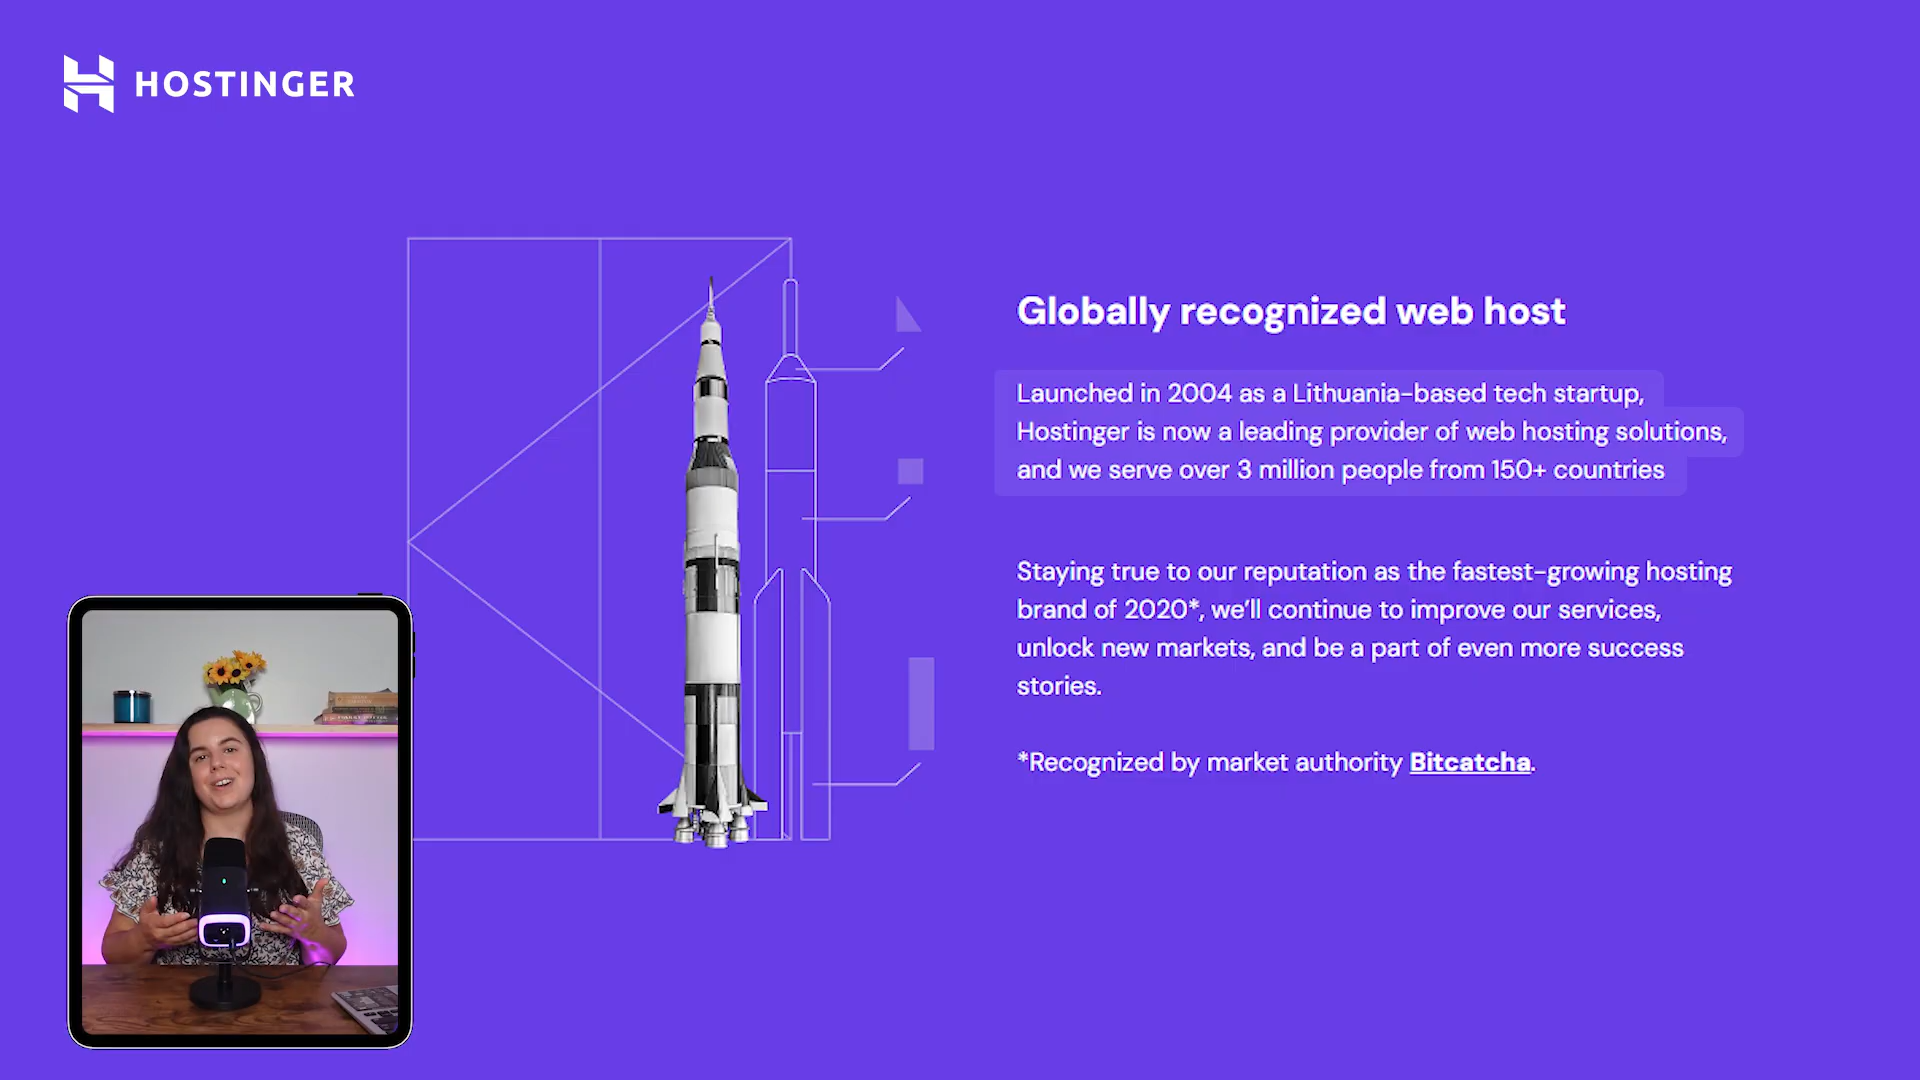 HOSTINGER
Globally recognized web host
Launched in 2004 as a Lithuania-based tech startup,
Hostinger is now a leading provider of web hosting solutions,
and we serve over 3 million people from 150+ countries
Staying true to our reputation as the fastest-growing hosting
brand of 2020*, we'll continue to improve our services,
unlock new markets, and be a part of even more success
stories.
*Recognized by market authority Bitcatcha.